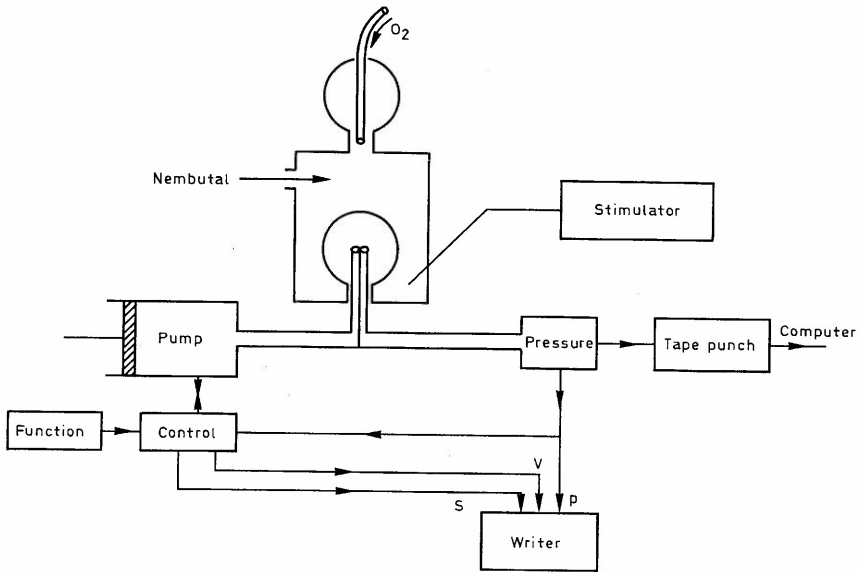 O2
Nembutal
Stimulator
Pump
Pressure
Tape punch
Computer
Function
Control
V
S
p
Writer